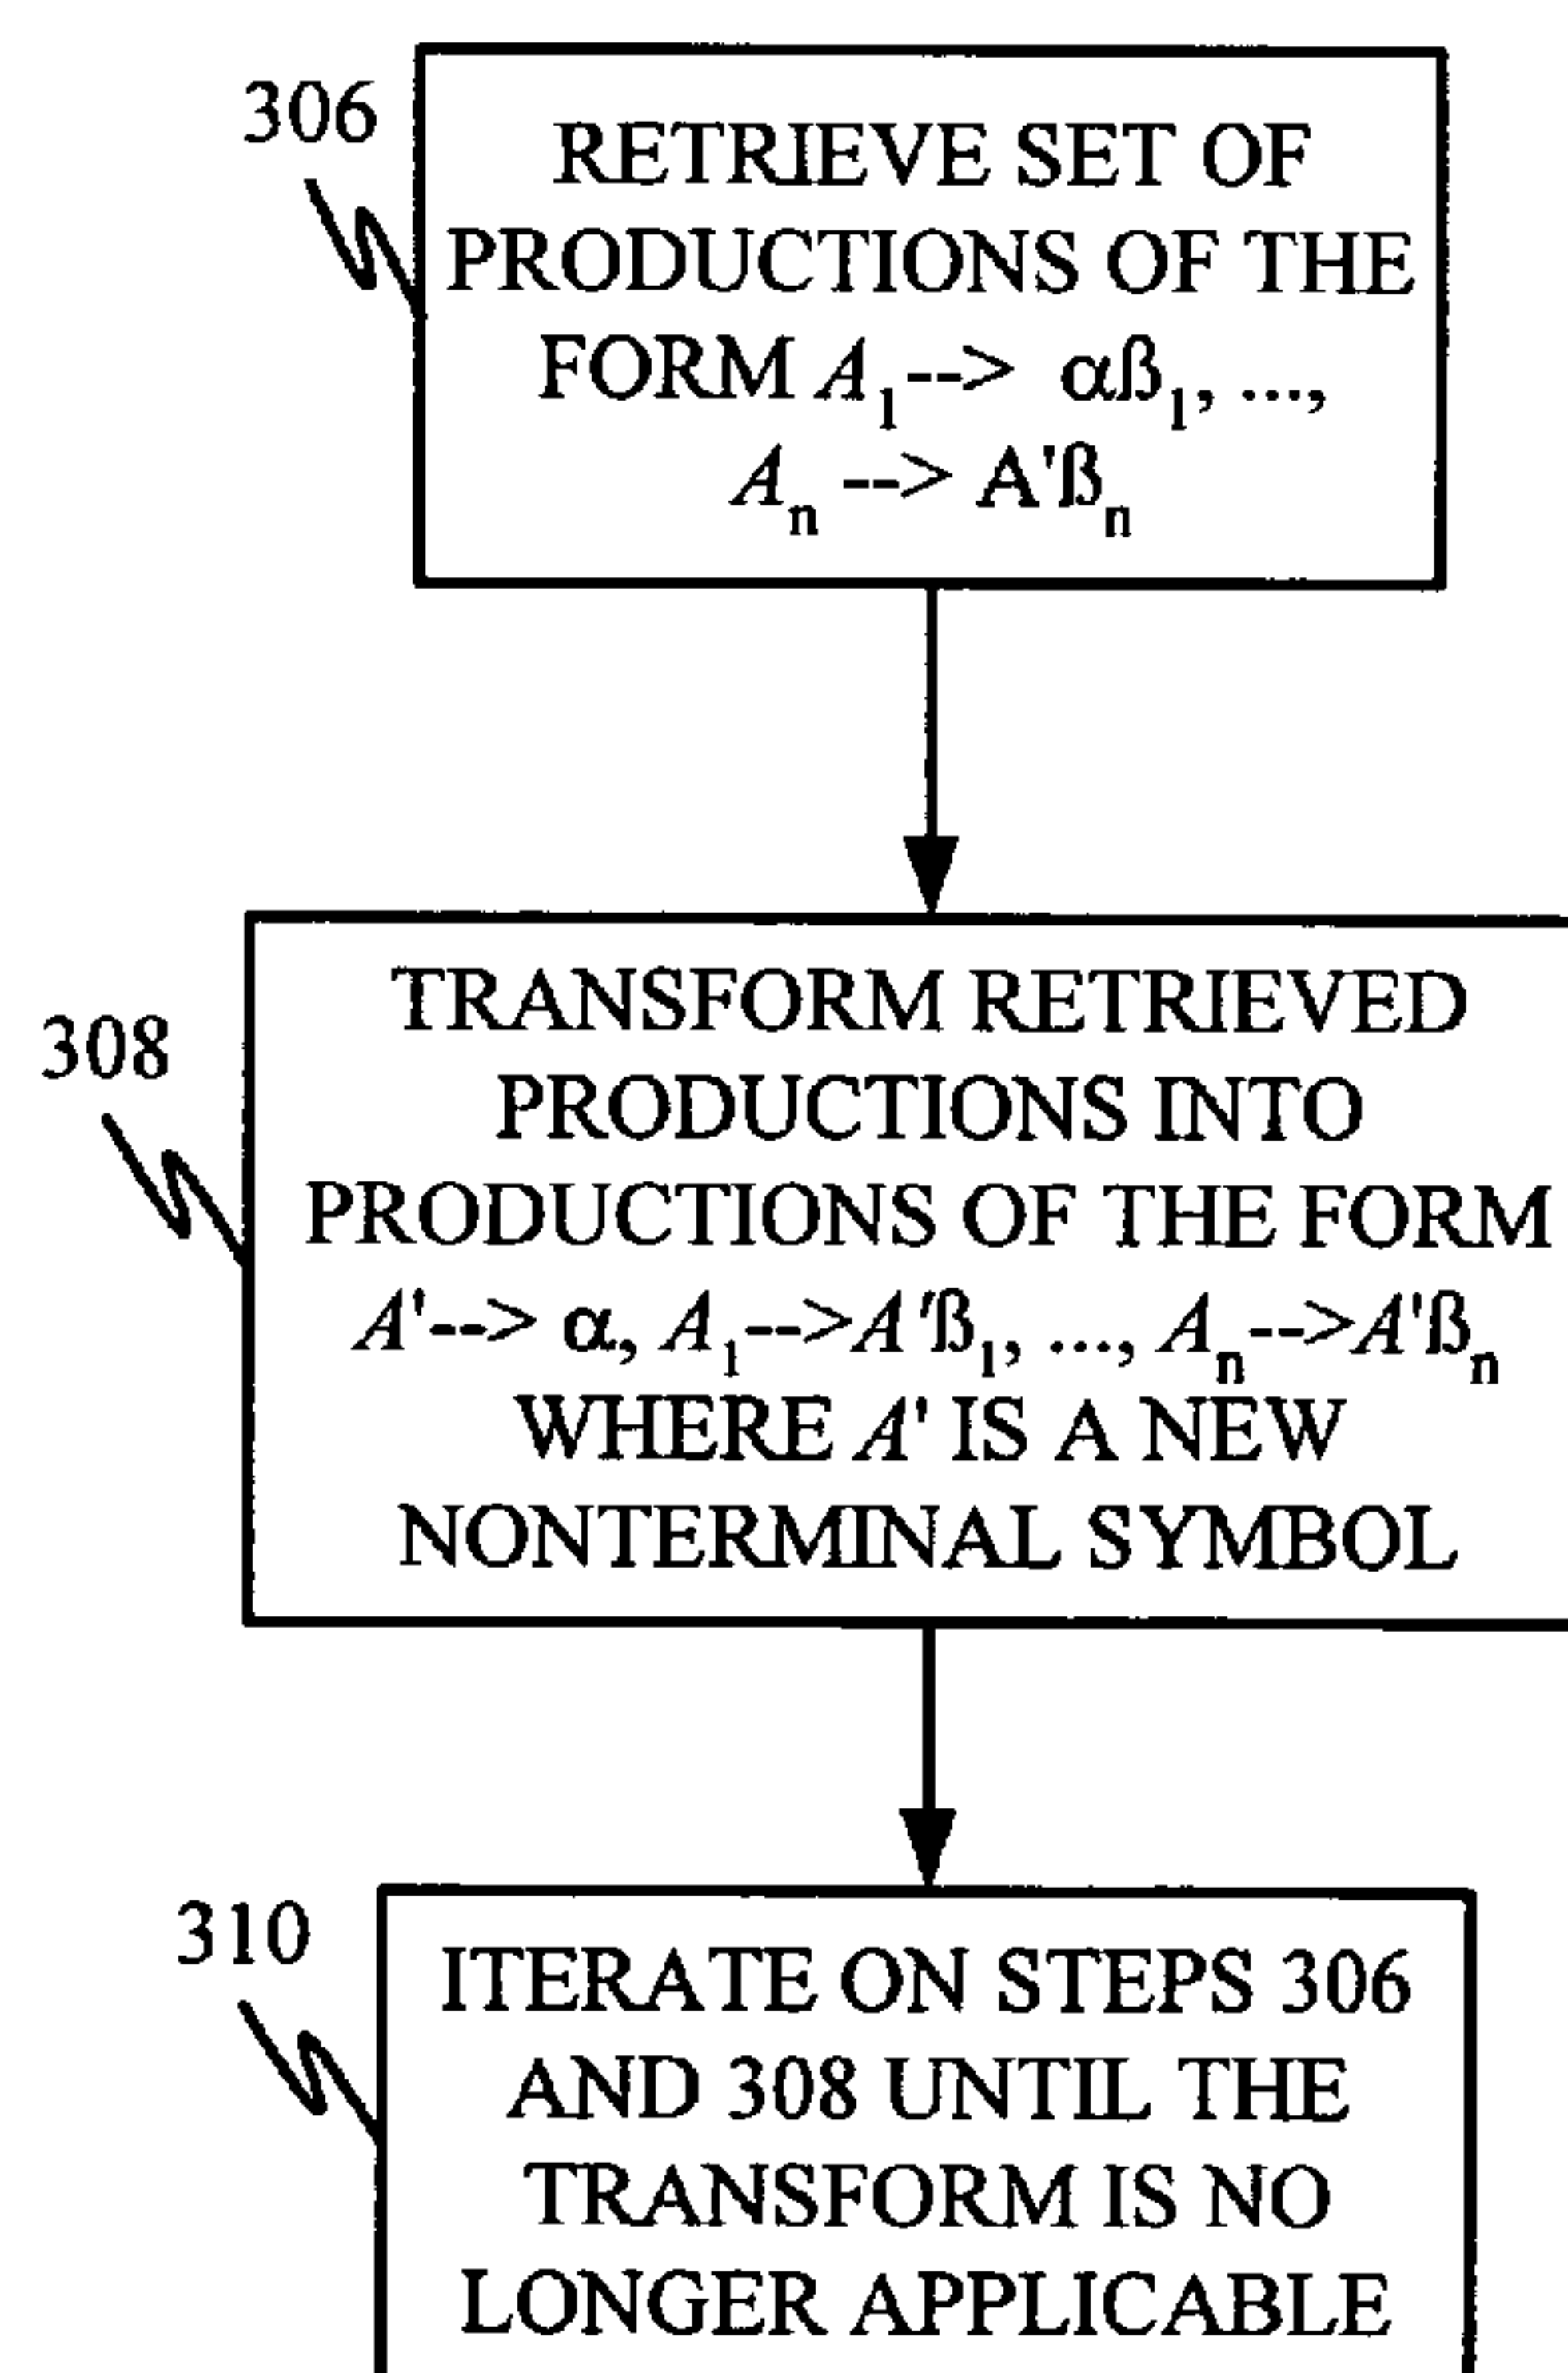 306
RETRIEVE SET OF
PRODUCTIONS OF THE
FORM A₁--> αß₁, ...,
Aₙ --> A'ßₙ
308
TRANSFORM RETRIEVED
PRODUCTIONS INTO
PRODUCTIONS OF THE FORM
A'--> α, A₁-->A'ß₁, ..., Aₙ-->A'ßₙ
WHERE A' IS A NEW
NONTERMINAL SYMBOL
310
ITERATE ON STEPS 306
AND 308 UNTIL THE
TRANSFORM IS NO
LONGER APPLICABLE